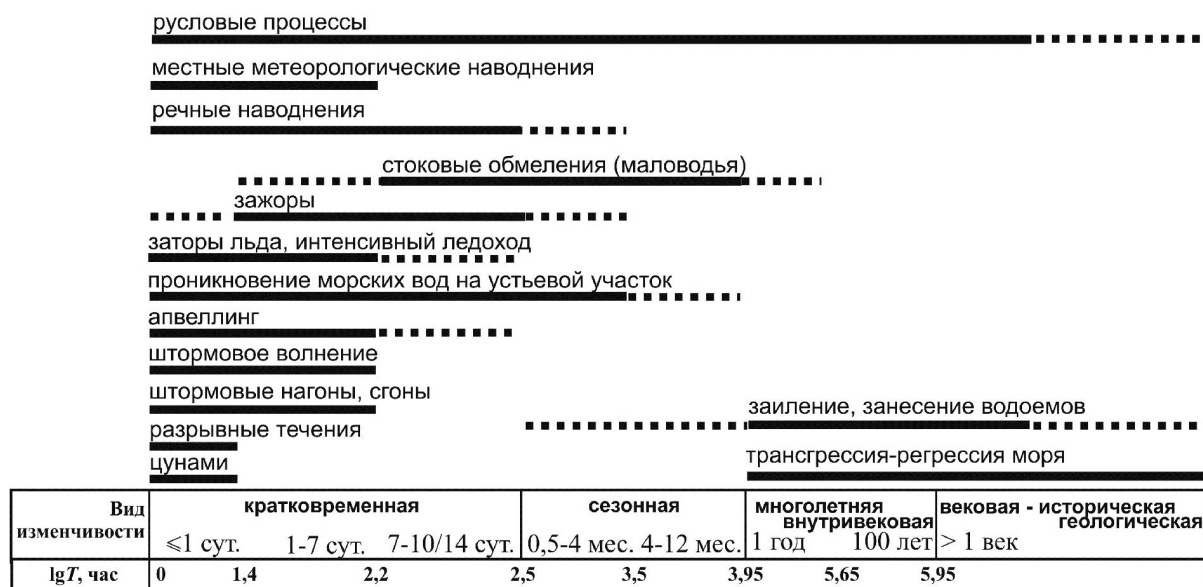 русловые процессы
местные метеорологические наводнения
речные наводнения
стоковые обмеления (маловодья)
зажоры
заторы льда, интенсивный ледоход
проникновение морских вод на устьевой участок
апвеллинг
штормовое волнение
штормовые нагоны, сгоны
заиление, занесение водоемов
разрывные течения
цунами
трансгрессия-регрессия моря
Вид изменчивости
кратковременная
сезонная
многолетняя внутривековая
вековая - историческая геологическая
⩽1 сут. 1-7 сут. 7-10/14 сут. 0,5-4 мес. 4-12 мес. 1 год 100 лет > 1 век
lgT, час 0 1,4 2,2 2,5 3,5 3,95 5,65 5,95